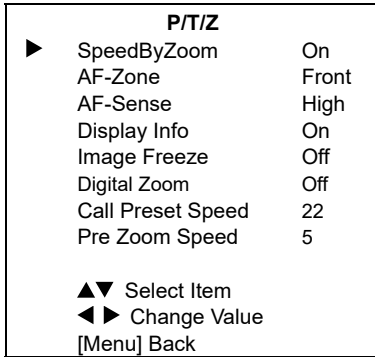 P/T/Z
▶ SpeedByZoom On
AF-Zone Front
AF-Sense High
Display Info On
Image Freeze Off
Digital Zoom Off
Call Preset Speed 22
Pre Zoom Speed 5
▲▼ Select Item
◀ ▶ Change Value
[Menu] Back